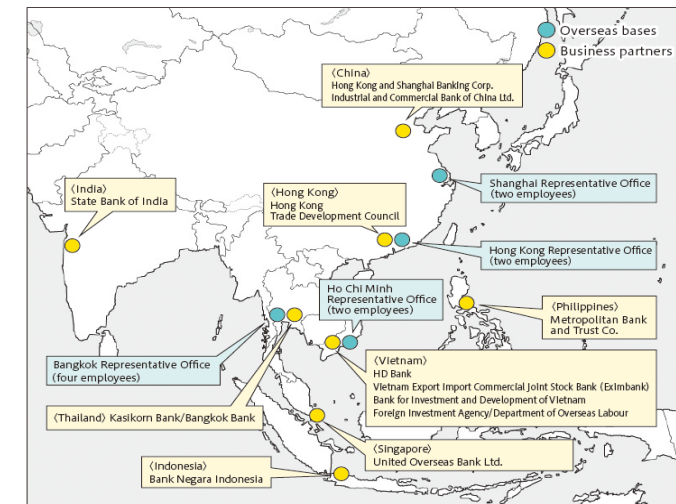 Overseas bases
Business partners
〈China〉
Hong Kong and Shanghai Banking Corp.
Industrial and Commercial Bank of China Ltd.
〈India〉
State Bank of India
〈Hong Kong〉
Hong Kong
Trade Development Council
Shanghai Representative Office
(two employees)
Hong Kong Representative Office
(two employees)
Ho Chi Minh
Representative Office
(two employees)
〈Philippines〉
Metropolitan Bank
and Trust Co.
Bangkok Representative Office
(four employees)
〈Vietnam〉
HD Bank
Vietnam Export Import Commercial Joint Stock Bank (Eximbank)
Bank for Investment and Development of Vietnam
Foreign Investment Agency/Department of Overseas Labour
〈Thailand〉 Kasikorn Bank/Bangkok Bank
〈Singapore〉
United Overseas Bank Ltd.
〈Indonesia〉
Bank Negara Indonesia